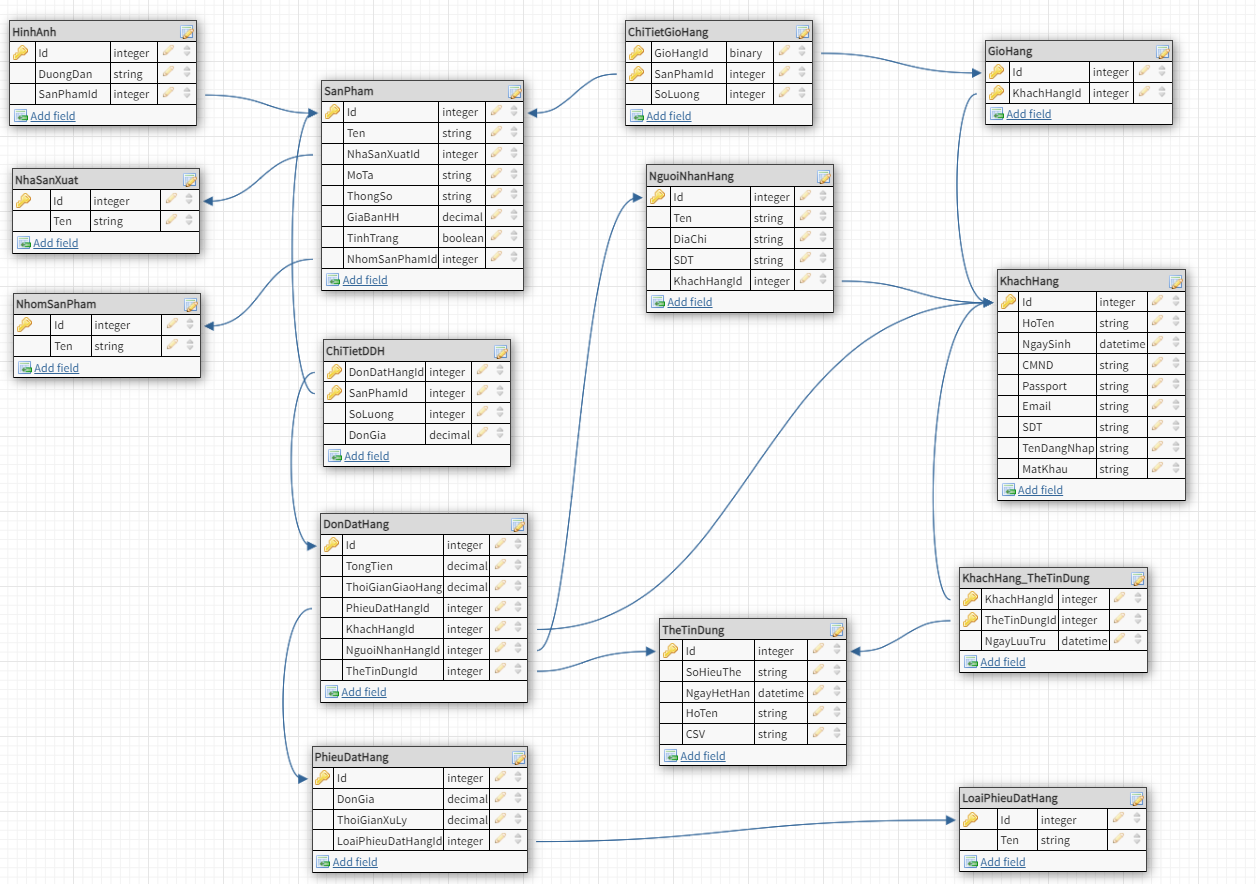 HinhAnh
Id integer
DuongDan string
SanPhamId integer
Add field
NhaSanXuat
Id integer
Ten string
Add field
NhomSanPham
Id integer
Ten string
Add field
SanPham
Id integer
Ten string
NhaSanXuatId integer
MoTa string
ThongSo string
GiaBanHH decimal
TinhTrang boolean
NhomSanPhamId integer
Add field
ChiTietDDH
DonDatHangId integer
SanPhamId integer
SoLuong integer
DonGia decimal
Add field
DonDatHang
Id integer
TongTien decimal
ThoiGianGiaoHang decimal
PhieuDatHangId integer
KhachHangId integer
NguoiNhanHangId integer
TheTinDungId integer
Add field
PhieuDatHang
Id integer
DonGia decimal
ThoiGianXuLy decimal
LoaiPhieuDatHangId integer
Add field
ChiTietGioHang
GioHangId binary
SanPhamId integer
SoLuong integer
Add field
NguoiNhanHang
Id integer
Ten string
DiaChi string
SDT string
KhachHangId integer
Add field
TheTinDung
Id integer
SoHieuThe string
NgayHetHan datetime
HoTen string
CSV string
Add field
GioHang
Id integer
KhachHangId integer
Add field
KhachHang
Id integer
HoTen string
NgaySinh datetime
CMND string
Passport string
Email string
SDT string
TenDangNhap string
MatKhau string
Add field
KhachHang_TheTinDung
KhachHangId integer
TheTinDungId integer
NgayLuuTru datetime
Add field
LoaiPhieuDatHang
Id integer
Ten string
Add field